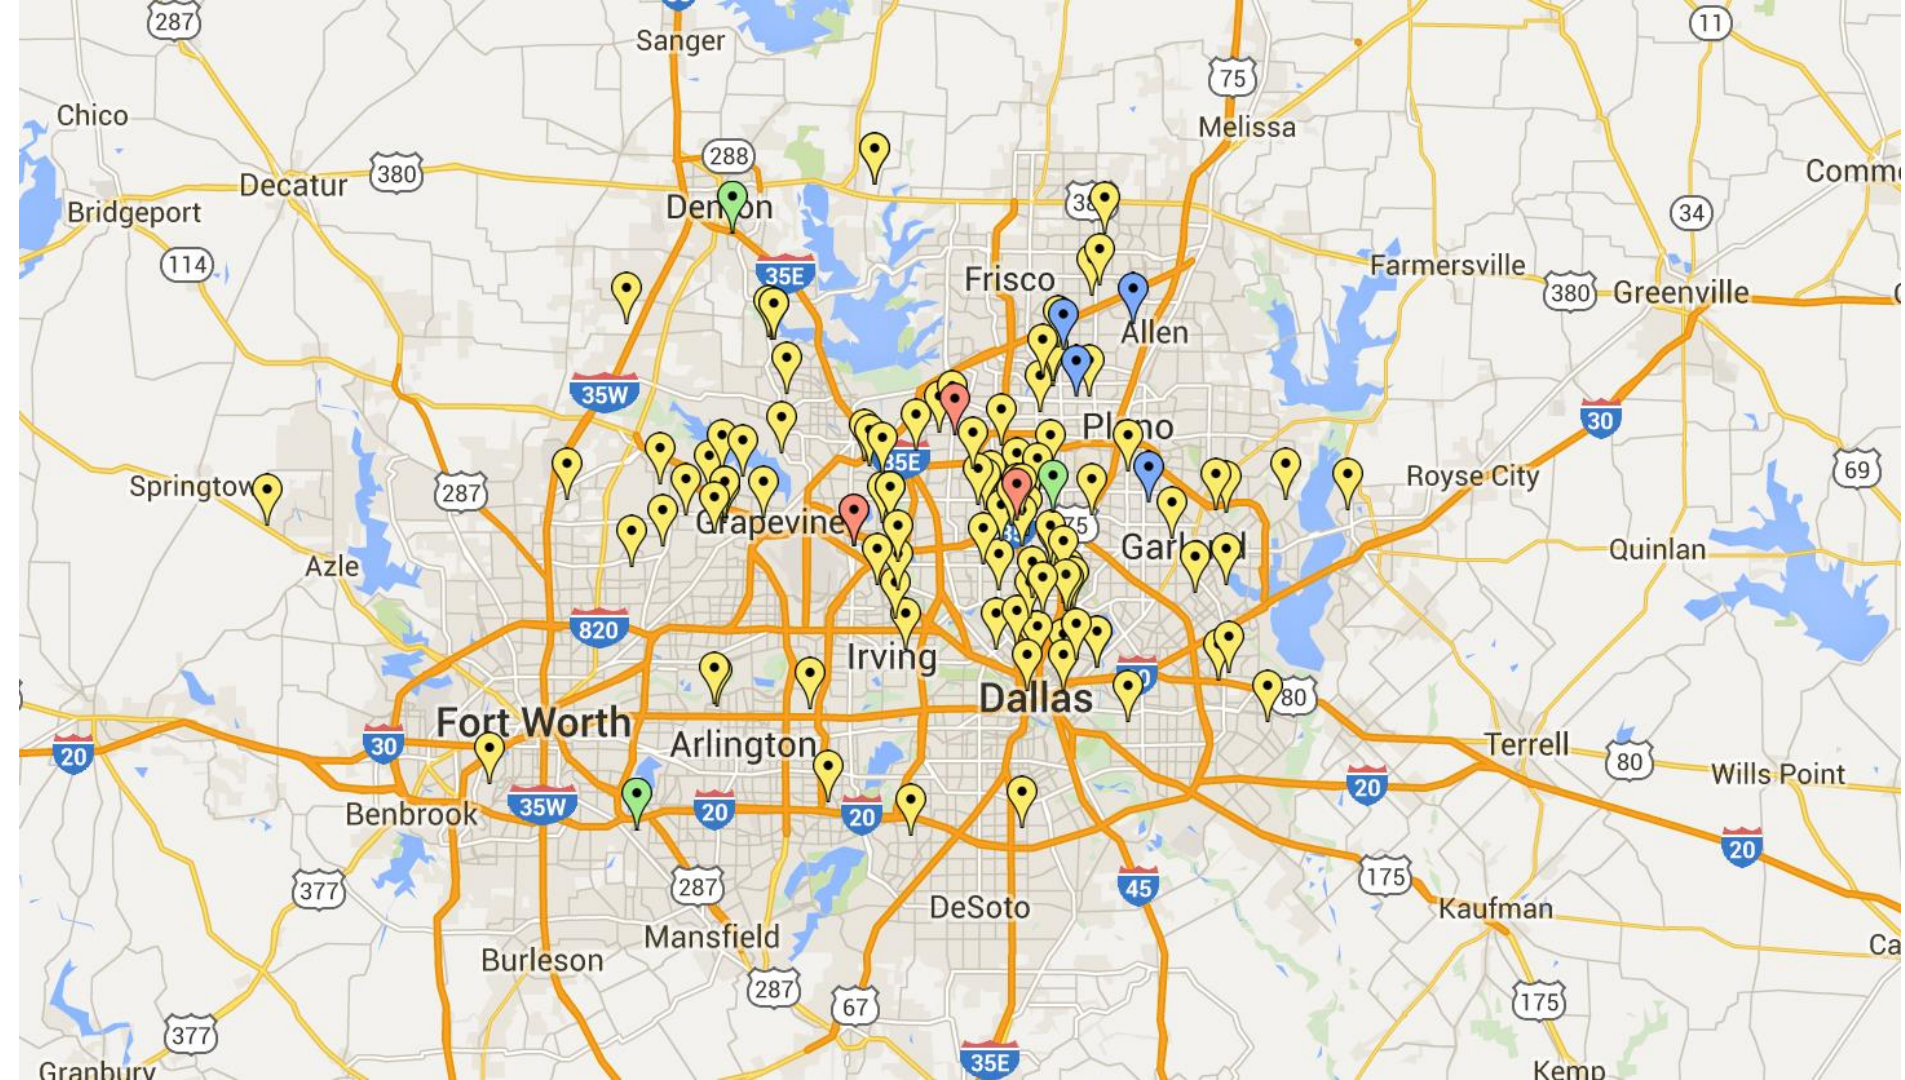 287
Sanger
11
75
Chico
Melissa
288
380
Decatur
Comm
Denton
Bridgeport
34
114
35E
Frisco
Farmersville
380
Greenville
Allen
35W
30
Plano
35E
69
Springtow
287
Royse City
Grapevine
75
Garland
Quinlan
Azle
820
Irving
80
Dallas
Fort Worth
30
20
Arlington
Terrell
80
Wills Point
20
Benbrook
35W
20
20
20
287
175
377
45
DeSoto
Kaufman
Mansfield
Ca
Burleson
287
67
175
377
35E
Granbury
Kemp